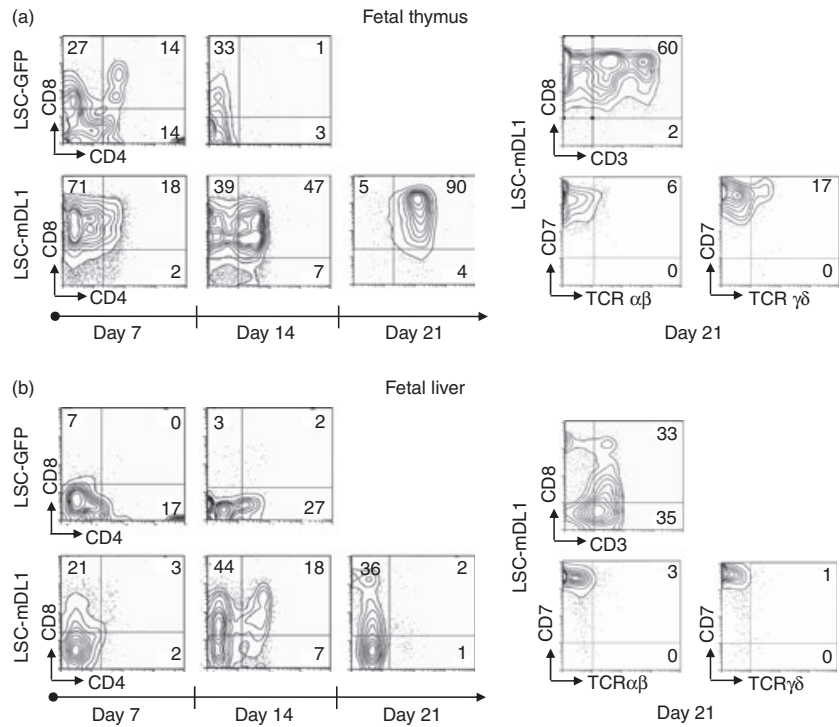 (a) Fetal thymus
LSC-GFP
CD8
27 14
14
CD4
33 1
3
LSC-mDL1
CD8
71 18
2
CD4
39 47
7
5 90
4
Day 7 Day 14 Day 21
LSC-mDL1
CD8
60
2
CD3
CD7
6
0
TCR αβ
CD7
17
0
TCR γδ
Day 21
(b) Fetal liver
LSC-GFP
CD8
7 0
17
CD4
3 2
27
LSC-mDL1
CD8
21 3
2
CD4
44 18
7
36 2
1
Day 7 Day 14 Day 21
LSC-mDL1
CD8
33
35
CD3
CD7
3
0
TCRαβ
CD7
1
0
TCRγδ
Day 21